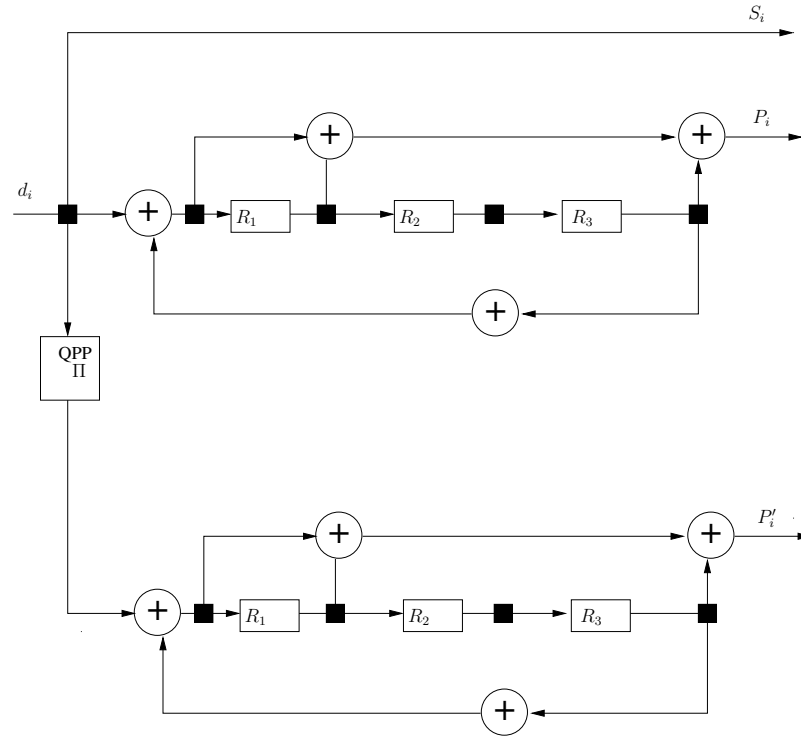 S_i
P_i
+ +
d_i
+ R_1 R_2 R_3
+
QPP
Π
+ +
P'_i
+ R_1 R_2 R_3
+